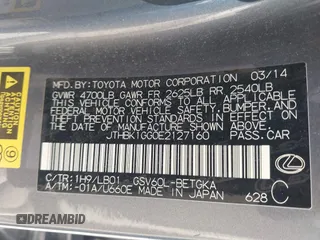 MFD. BY: TOYOTA MOTOR CORPORATION 03/14
GVWR 4700LB GAWR FR 2625LB RR 2540LB
THIS VEHICLE CONFORMS TO ALL APPLICABLE
FEDERAL MOTOR VEHICLE SAFETY, BUMPER, AND
THEFT PREVENTION STANDARDS IN EFFECT ON
THE DATE OF MANUFACTURE SHOWN ABOVE.
JTHBK1GG0E2127160 PASS.CAR
C/TR: 1H9/LB01 GSV60L-BETGKA
A/TM: -01A/U660E MADE IN JAPAN 628
C
AUTOBIDMASTER
DREAMBID